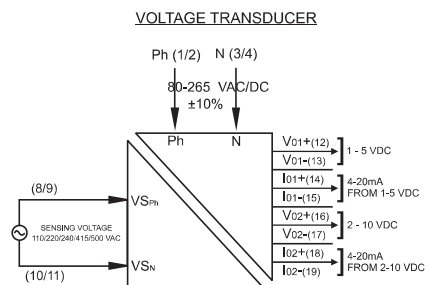 VOLTAGE TRANSDUCER
Ph (1/2) N (3/4)
80-265 VAC/DC
±10%
Ph N
V01+(12)
V01-(13)
1 - 5 VDC
I01+(14)
I01-(15)
4-20mA
FROM 1-5 VDC
(8/9)
VSPh
V02+(16)
V02-(17)
2 - 10 VDC
SENSING VOLTAGE
110/220/240/415/500 VAC
I02+(18)
I02-(19)
4-20mA
FROM 2-10 VDC
(10/11)
VSN